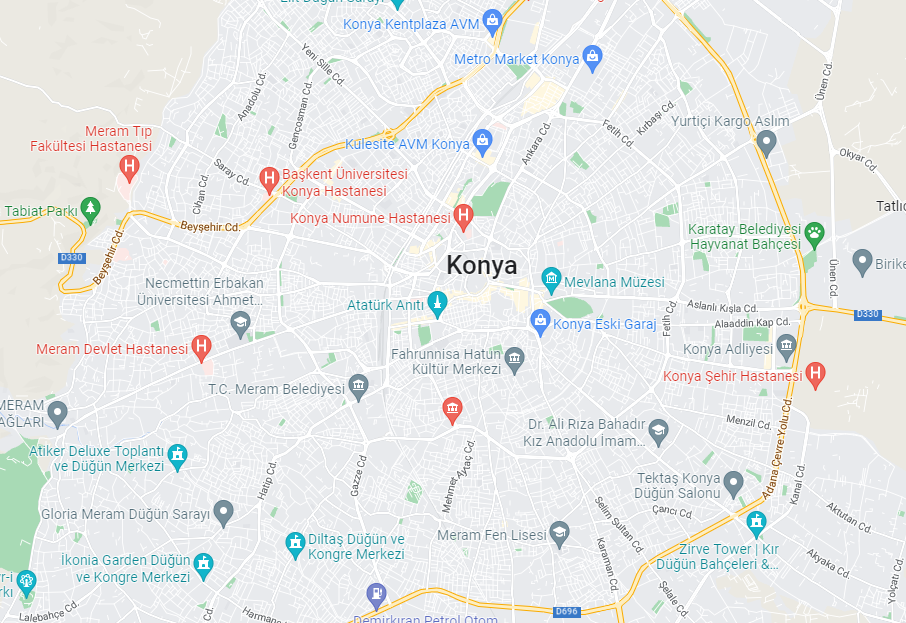 Elit Düğün Sarayı
Konya Kentplaza AVM
Yeni Sille Cd.
Metro Market Konya
Anadolu Cd.
Gençosman Cd.
Ünen Cd.
Kırbaşı Cd.
Fetih Cd.
Yurtiçi Kargo Aslım
Ankara Cd.
Meram Tıp
Fakültesi Hastanesi
Kulesite AVM Konya
Okyar Cd.
Saray Cd.
Başkent Üniversitesi
Konya Hastanesi
Cihan Cd.
Tabiat Parkı
Konya Numune Hastanesi
Tatlıc
Beyşehir Cd.
Karatay Belediyesi
Hayvanat Bahçesi
Beyşehir Cd.
D330
Konya
Birike
Necmettin Erbakan
Üniversitesi Ahmet...
Mevlana Müzesi
Ünen Cd.
Atatürk Anıtı
Aslanlı Kışla Cd.
Fetih Cd.
D330
Konya Eski Garaj
Alaaddin Kap Cd.
Meram Devlet Hastanesi
Fahrunnisa Hatun
Kültür Merkezi
Konya Adliyesi
Konya Şehir Hastanesi
T.C. Meram Belediyesi
MERAM
AĞLARI
Menzil Cd.
Dr. Ali Rıza Bahadır
Kız Anadolu İmam...
Adana Çevre Yolu Cd.
Atiker Deluxe Toplantı
ve Düğün Merkezi
Hatip Cd.
Gazze Cd
Mehmet Aytaç Cd.
Tektaş Konya
Düğün Salonu
Kanal Cd.
Gloria Meram Düğün Sarayı
Çancı Cd.
Selim Sultan Cd.
Aktutan Cd.
Meram Fen Lisesi
Diltaş Düğün ve
Kongre Merkezi
Zirve Tower | Kır
Düğün Bahçeleri &...
İkonia Garden Düğün
ve Kongre Merkezi
Karaman Cd.
Akyaka Cd.
yr-i
rkı
Şelale Cd.
Yolçatı Cd.
Lalebahçe Cd.
Cd.
Harmanc
D696
Demirkıran Petrol Otom